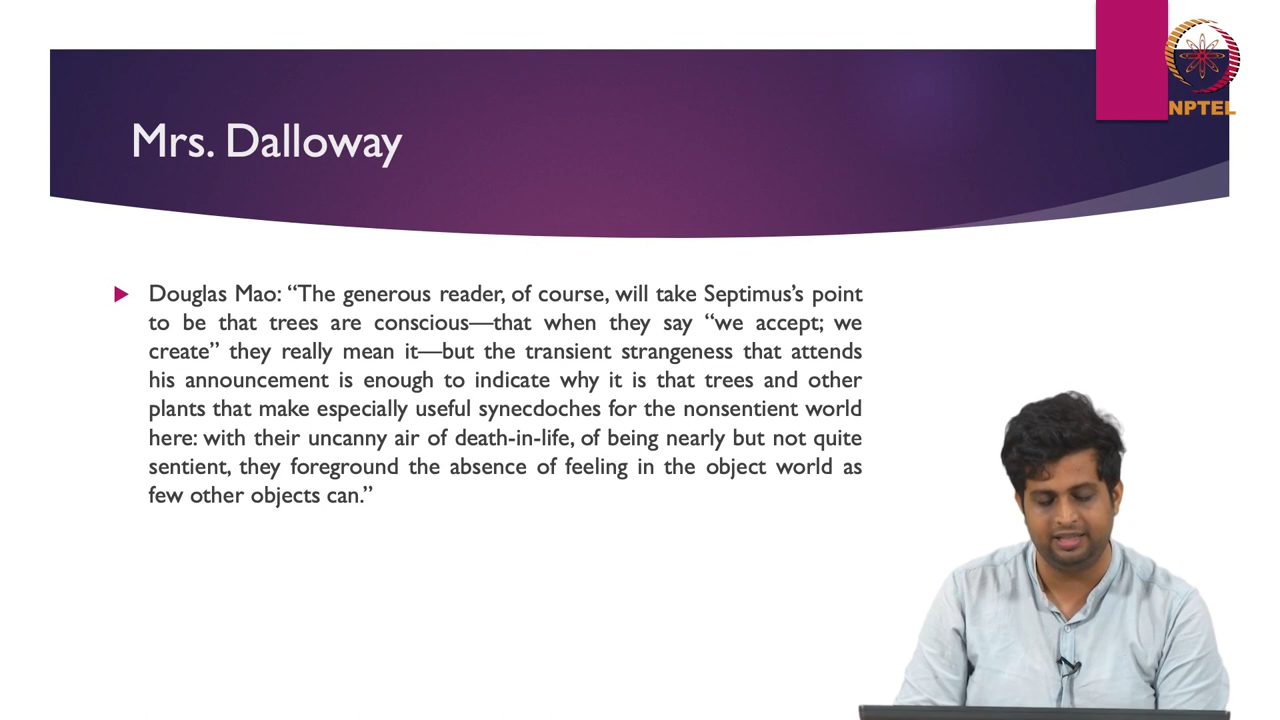 NPTEL
Mrs. Dalloway
Douglas Mao: “The generous reader, of course, will take Septimus’s point
to be that trees are conscious—that when they say “we accept; we
create” they really mean it—but the transient strangeness that attends
his announcement is enough to indicate why it is that trees and other
plants that make especially useful synecdoches for the nonsentient world
here: with their uncanny air of death-in-life, of being nearly but not quite
sentient, they foreground the absence of feeling in the object world as
few other objects can.”